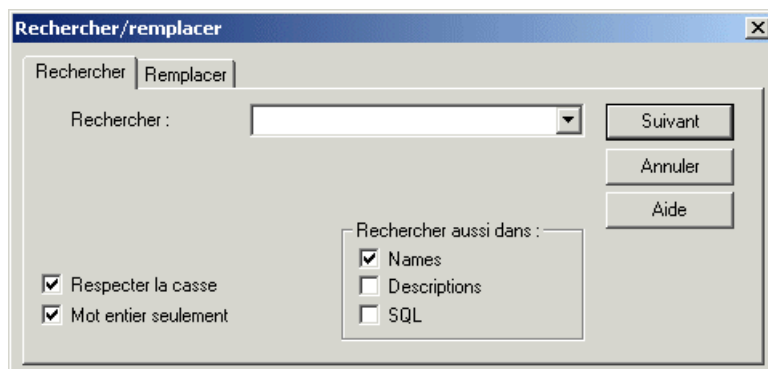 Rechercher/remplacer
Rechercher Remplacer
Rechercher :
Suivant
Annuler
Aide
Rechercher aussi dans :
Names
Respecter la casse
Descriptions
Mot entier seulement
SQL